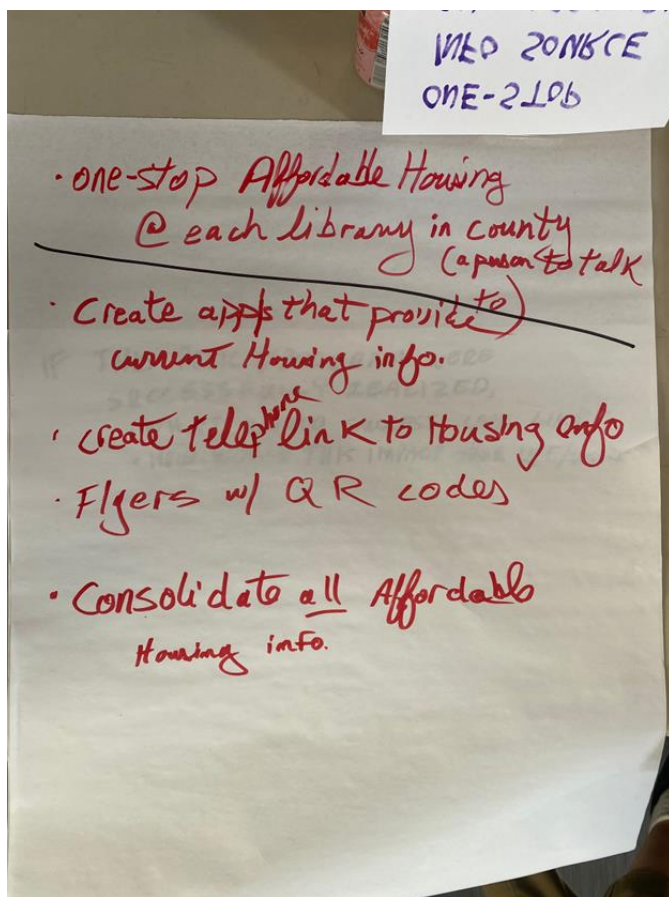 ONE-STOP
INFO SOURCE
· one-stop Affordable Housing
@ each library in county
(a person to talk
to)
· Create apps that provide
current Housing info.
· create telephone link to Housing info
· Flyers w/ QR codes
· Consolidate all Affordable
Housing info.